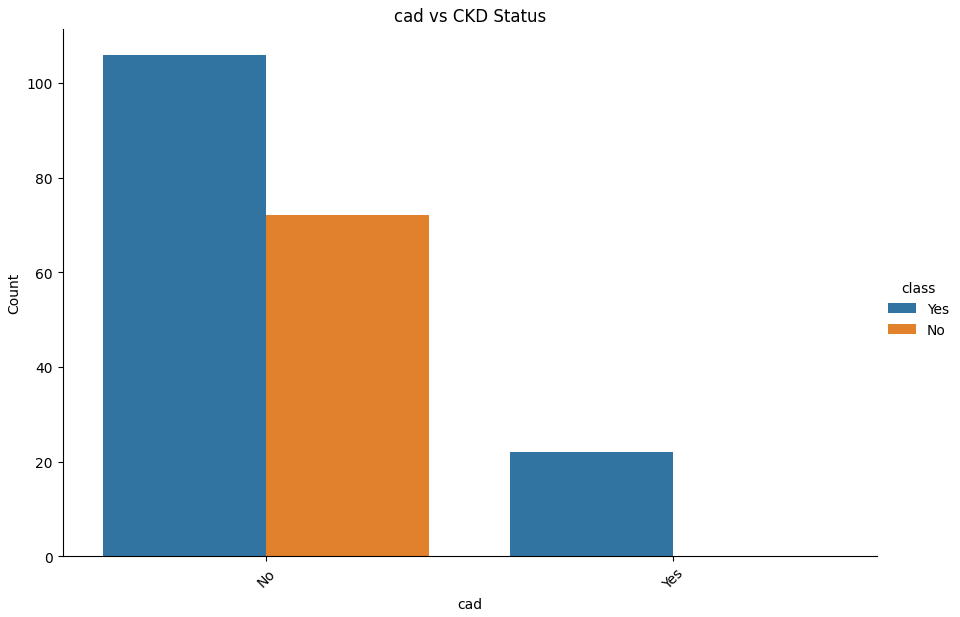 cad vs CKD Status
100
80
60
40
20
0
Count
No
Yes
cad
class
Yes
No